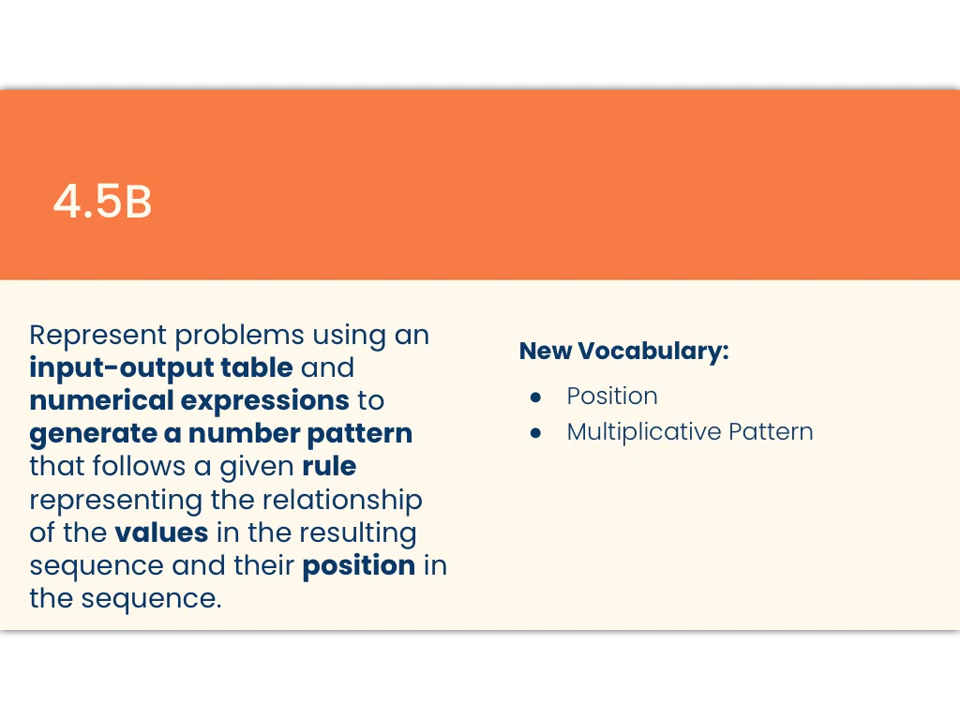 4.5B
Represent problems using an
input-output table and
numerical expressions to
generate a number pattern
that follows a given rule
representing the relationship
of the values in the resulting
sequence and their position in
the sequence.
New Vocabulary:
● Position
● Multiplicative Pattern